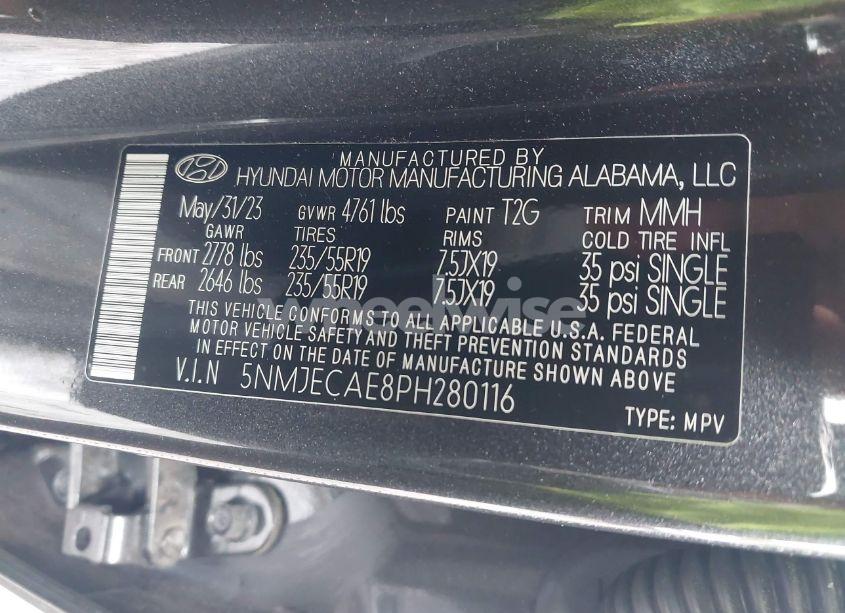 MANUFACTURED BY
HYUNDAI MOTOR MANUFACTURING ALABAMA, LLC
May/31/23 GVWR 4761 lbs PAINT T2G TRIM MMH
GAWR TIRES RIMS COLD TIRE INFL
FRONT 2778 lbs 235/55R19 7.5JX19 35 psi SINGLE
REAR 2646 lbs 235/55R19 7.5JX19 35 psi SINGLE
THIS VEHICLE CONFORMS TO ALL APPLICABLE U.S.A. FEDERAL
MOTOR VEHICLE SAFETY AND THEFT PREVENTION STANDARDS
IN EFFECT ON THE DATE OF MANUFACTURE SHOWN ABOVE
V.I.N 5NMJECAE8PH280116
TYPE: MPV
wheelwise